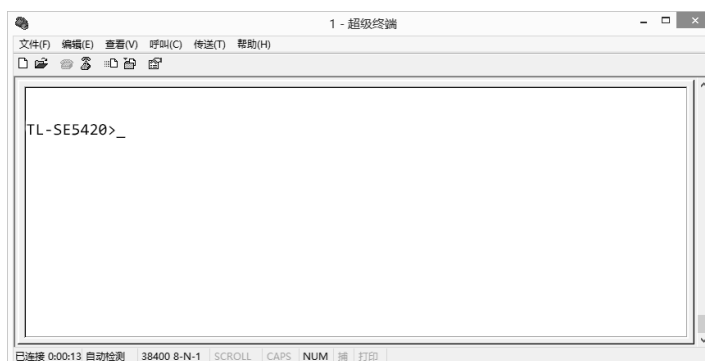 1 - 超级终端
文件(F) 编辑(E) 查看(V) 呼叫(C) 传送(T) 帮助(H)
TL-SE5420>_
已连接 0:00:13 自动检测 38400 8-N-1 SCROLL CAPS NUM 捕 打印